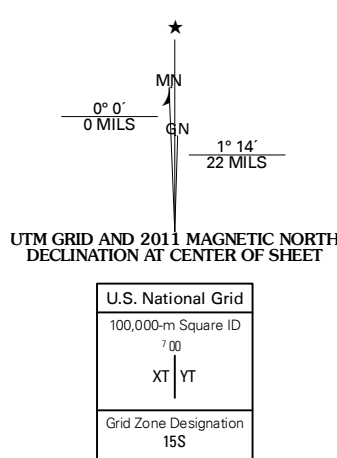 ★
MN
0° 0´
0 MILS
GN
1° 14´
22 MILS
UTM GRID AND 2011 MAGNETIC NORTH
DECLINATION AT CENTER OF SHEET
U.S. National Grid
100,000-m Square ID
7 00
XT YT
Grid Zone Designation
15S